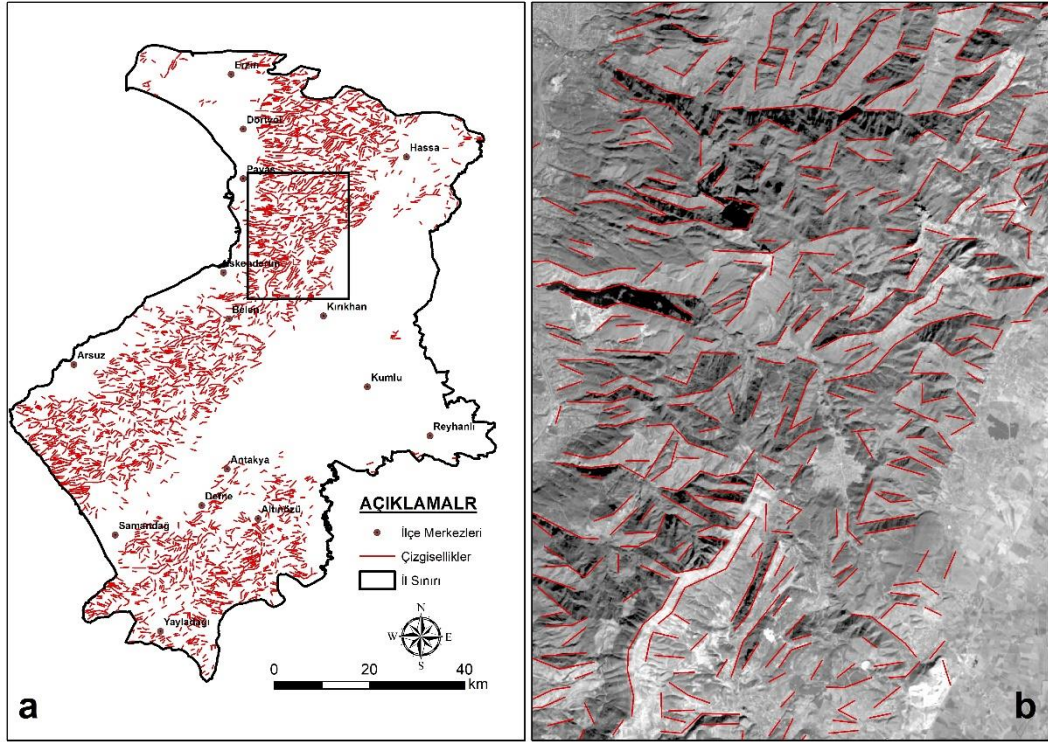 Erzin
Dörtyol
Hassa
Payas
İskenderun
Belen
Kırıkhan
Arsuz
Kumlu
Reyhanlı
Antakya
Defne
Altınözü
Samandağ
Yayladağı
AÇIKLAMALR
İlçe Merkezleri
Çizgisellikler
İl Sınırı
N
W E
S
0 20 40
km
a
b